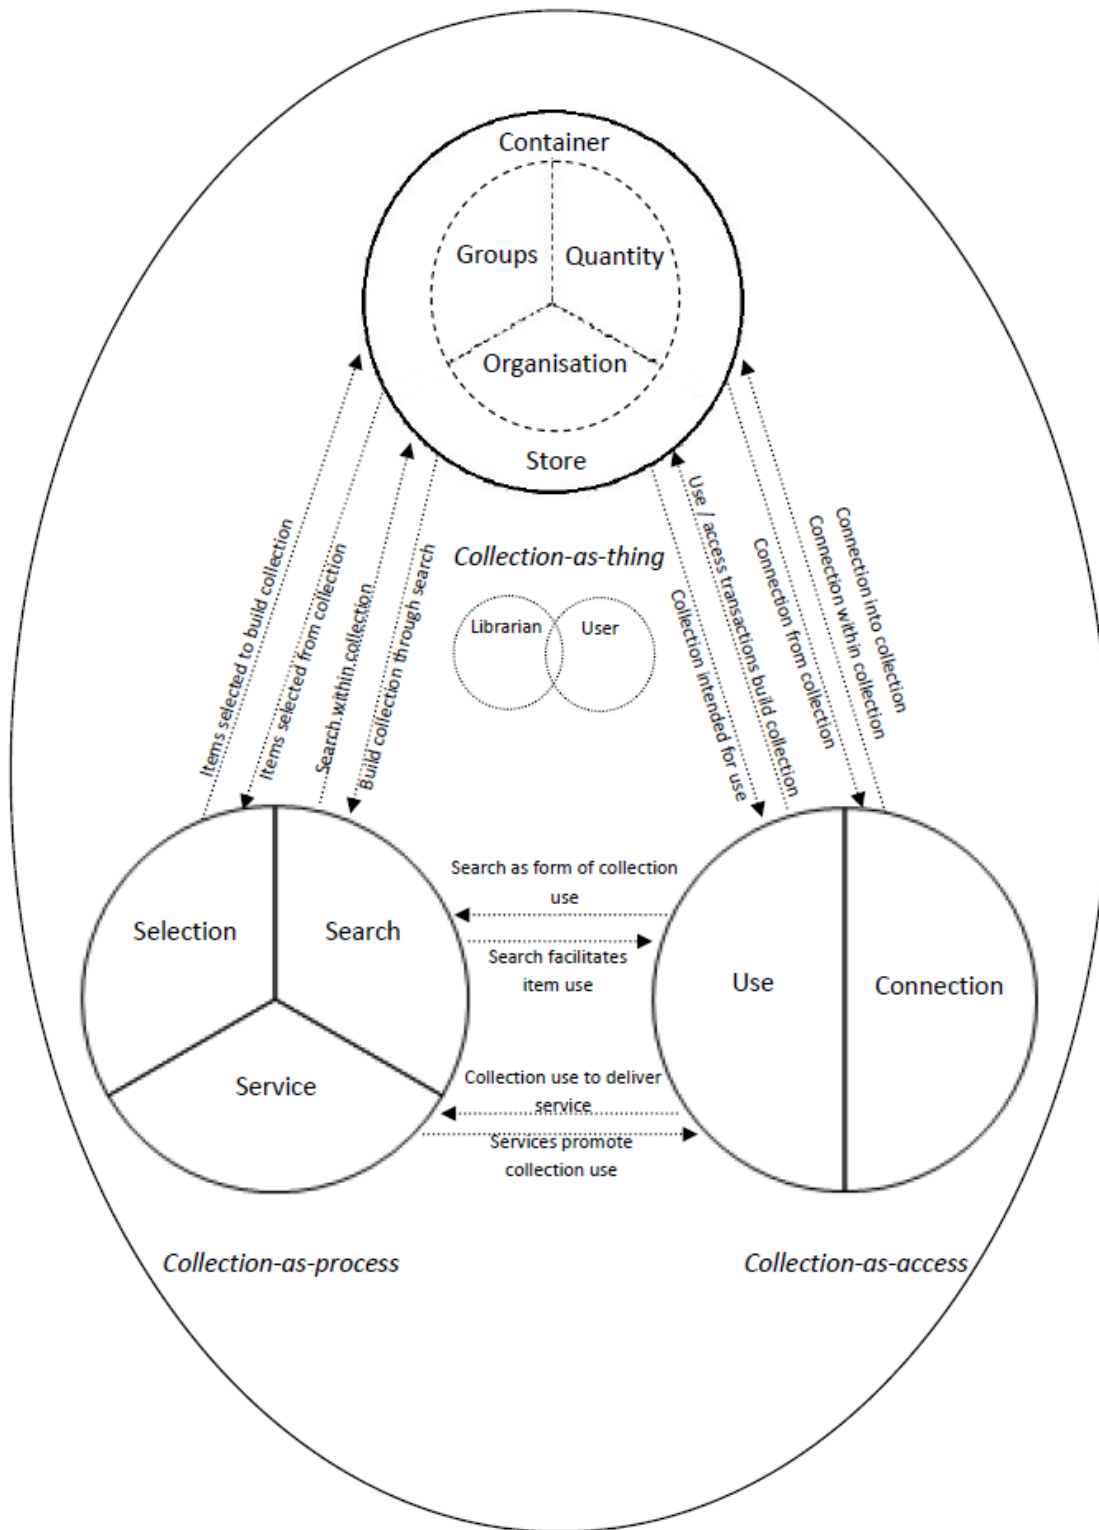 Container
Groups
Quantity
Organisation
Store
Collection-as-thing
Librarian
User
Items selected to build collection
Items selected from collection
Search within collection
Build collection through search
Collection intended for use
Use / access transactions build collection
Connection from collection
Connection within collection
Connection into collection
Search as form of collection
use
Search facilitates
item use
Selection
Search
Service
Use
Connection
Collection use to deliver
service
Services promote
collection use
Collection-as-process
Collection-as-access